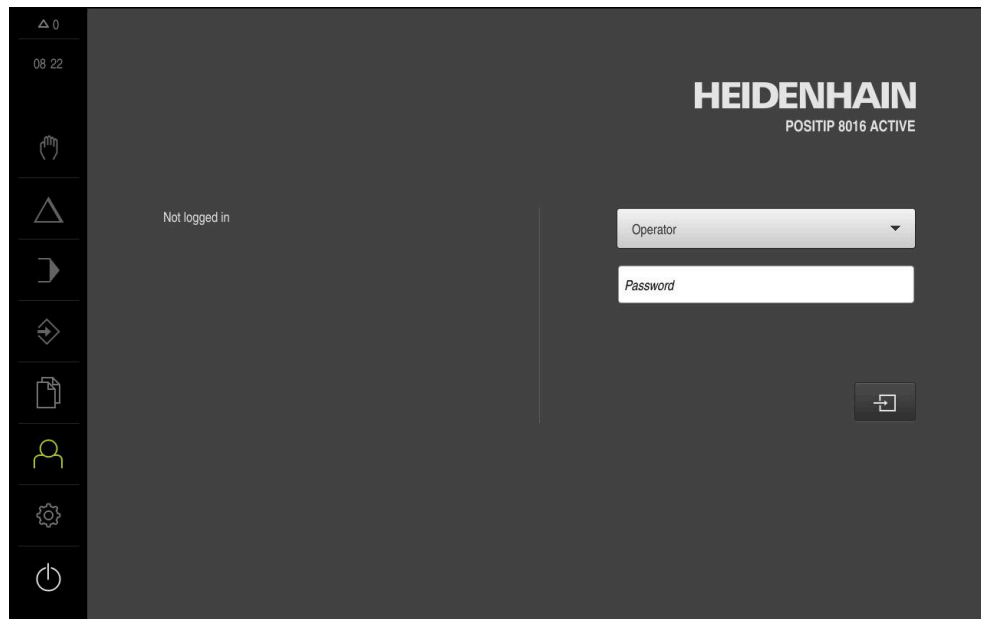 0
08 22
HEIDENHAIN
POSITIP 8016 ACTIVE
Not logged in
Operator
Password